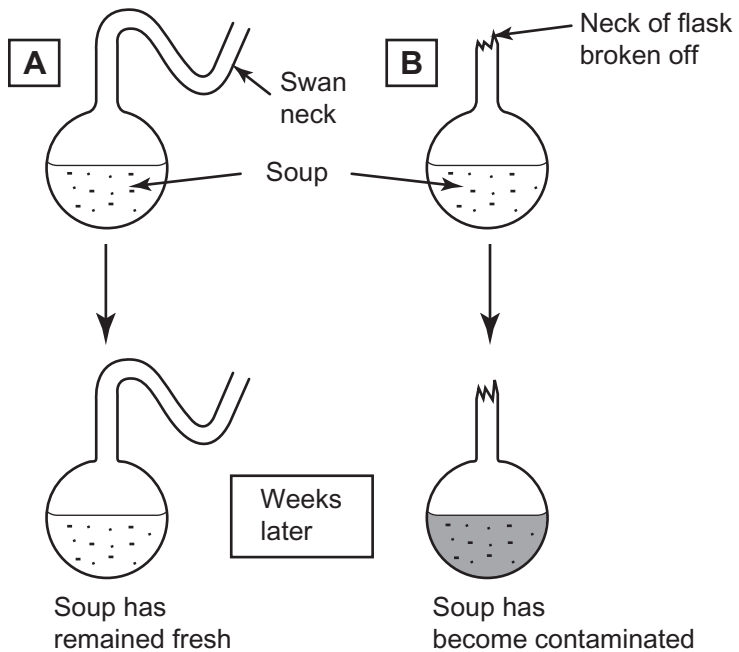 A
Swan
neck
B
Neck of flask
broken off
Soup
Weeks
later
Soup has
remained fresh
Soup has
become contaminated